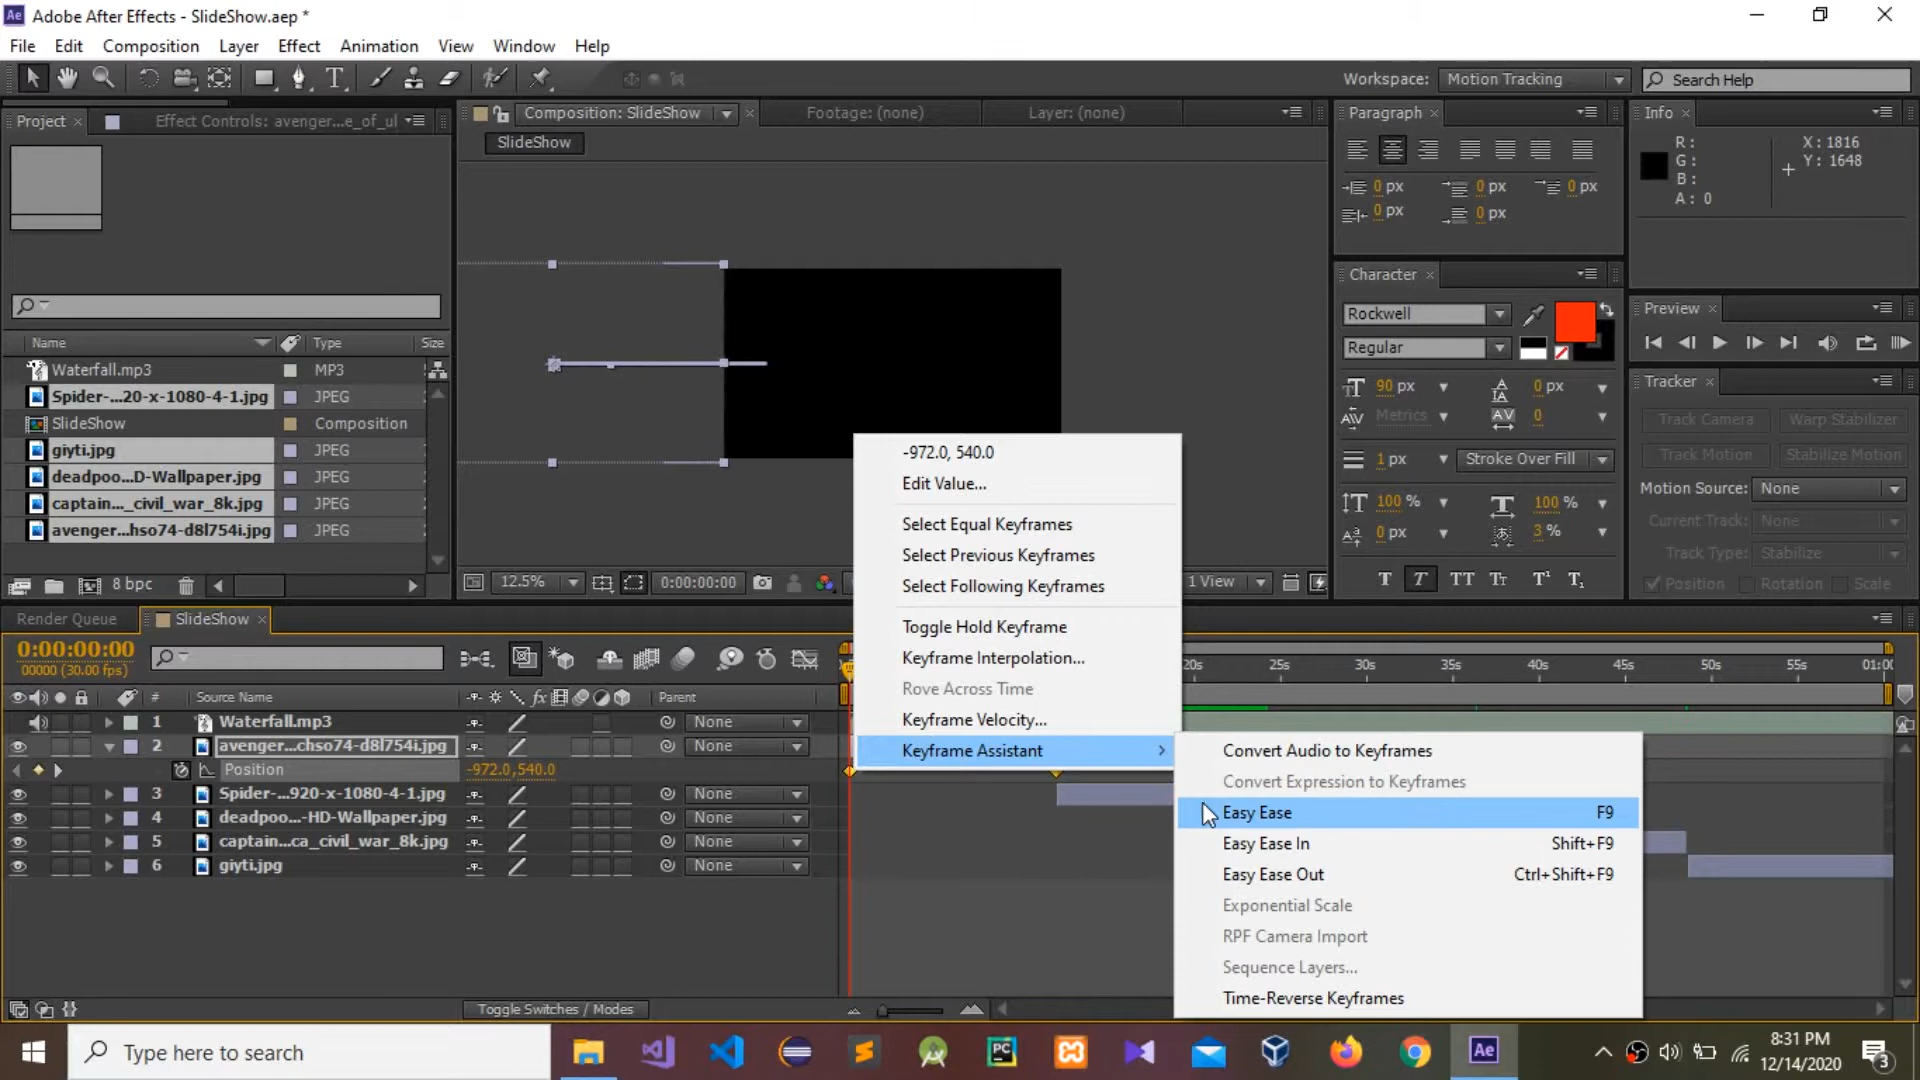 Ae Adobe After Effects - SlideShow.aep *
File Edit Composition Layer Effect Animation View Window Help
Workspace: Motion Tracking Search Help
Project × Effect Controls: avenger...e_of_ul
Composition: SlideShow Footage: (none) Layer: (none)
SlideShow
Paragraph ×
0 px 0 px 0 px
0 px 0 px
Info ×
R: X: 1816
G: Y: 1648
B:
A: 0
Character ×
Rockwell
Regular
90 px 0 px
Metrics 0
1 px Stroke Over Fill
100 % 100 %
0 px 3 %
T T TT Tr T¹ T₁
Preview ×
Tracker ×
Track Camera Warp Stabilizer
Track Motion Stabilize Motion
Motion Source: None
Current Track: None
Track Type: Stabilize
Position Rotation Scale
Name Type Size
Waterfall.mp3 MP3
Spider-...20-x-1080-4-1.jpg JPEG
SlideShow Composition
giyti.jpg JPEG
deadpoo...D-Wallpaper.jpg JPEG
captain..._civil_war_8k.jpg JPEG
avenger...hso74-d8l754i.jpg JPEG
8 bpc
12.5% 0:00:00:00 1 View
-972.0, 540.0
Edit Value...
Select Equal Keyframes
Select Previous Keyframes
Select Following Keyframes
Toggle Hold Keyframe
Keyframe Interpolation...
Rove Across Time
Keyframe Velocity...
Keyframe Assistant
Convert Audio to Keyframes
Convert Expression to Keyframes
Easy Ease F9
Easy Ease In Shift+F9
Easy Ease Out Ctrl+Shift+F9
Exponential Scale
RPF Camera Import
Sequence Layers...
Time-Reverse Keyframes
Render Queue SlideShow ×
0:00:00:00
00000 (30.00 fps)
20s 25s 30s 35s 40s 45s 50s 55s 01:00
# Source Name fx Parent
1 Waterfall.mp3 None
2 avenger...chso74-d8l754i.jpg None
Position -972.0,540.0
3 Spider-...920-x-1080-4-1.jpg None
4 deadpoo...-HD-Wallpaper.jpg None
5 captain...ca_civil_war_8k.jpg None
6 giyti.jpg None
Toggle Switches / Modes
Type here to search
PC
Ae
8:31 PM
12/14/2020
3